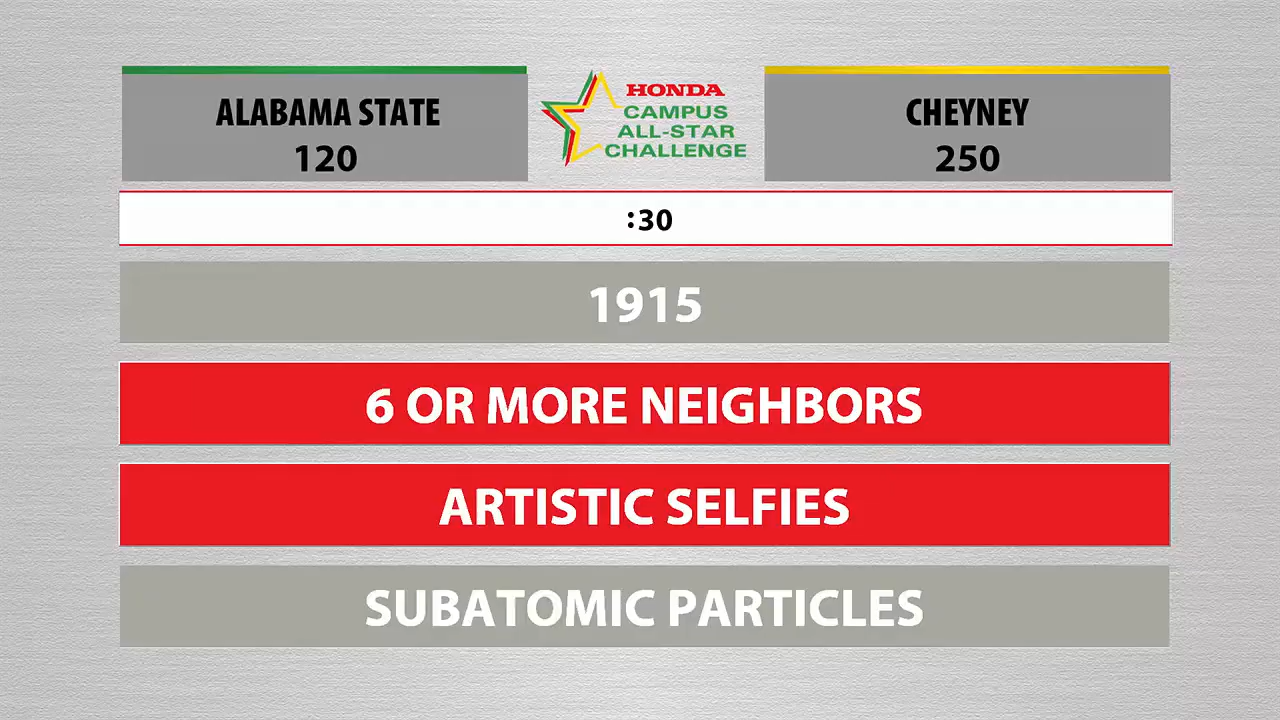 ALABAMA STATE
120
HONDA
CAMPUS
ALL-STAR
CHALLENGE
CHEYNEY
250
:30
1915
6 OR MORE NEIGHBORS
ARTISTIC SELFIES
SUBATOMIC PARTICLES